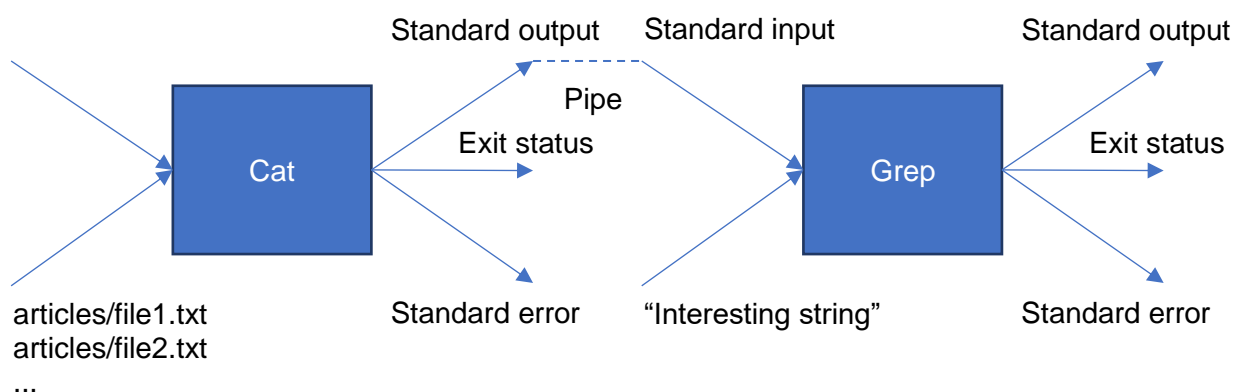 Standard output
Standard input
Standard output
Pipe
Exit status
Exit status
Cat
Grep
articles/file1.txt
articles/file2.txt
...
Standard error
“Interesting string”
Standard error